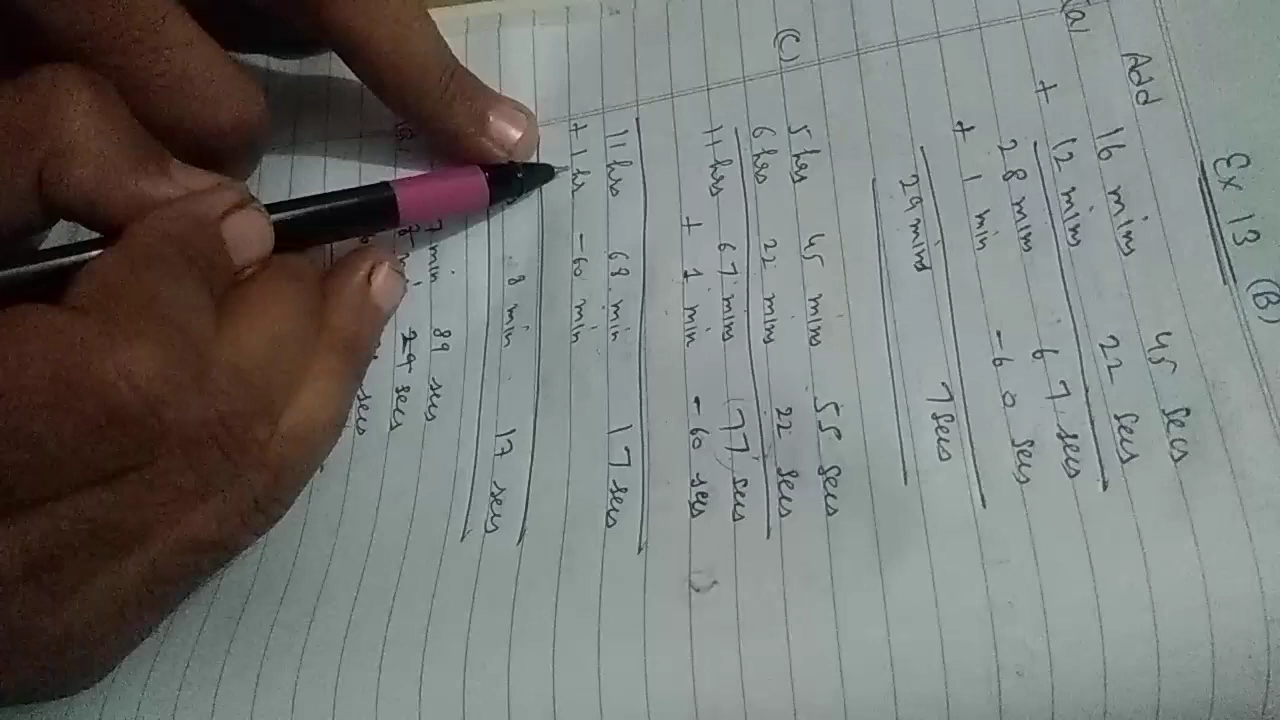 Ex 13 (B)
Add
(a) 16 mins 45 secs
+ 12 mins 22 secs
28 mins 67 secs
+ 1 min -60 secs
29 mins 7 secs
(C) 5 hrs 45 mins 55 secs
6 hrs 22 mins 22 secs
11 hrs 67 mins 77 secs
+ 1 min - 60 secs
11 hrs 68 min 17 secs
+ 1 hr - 60 min
8 min 17 secs
7 min 89 secs
29 secs
secs